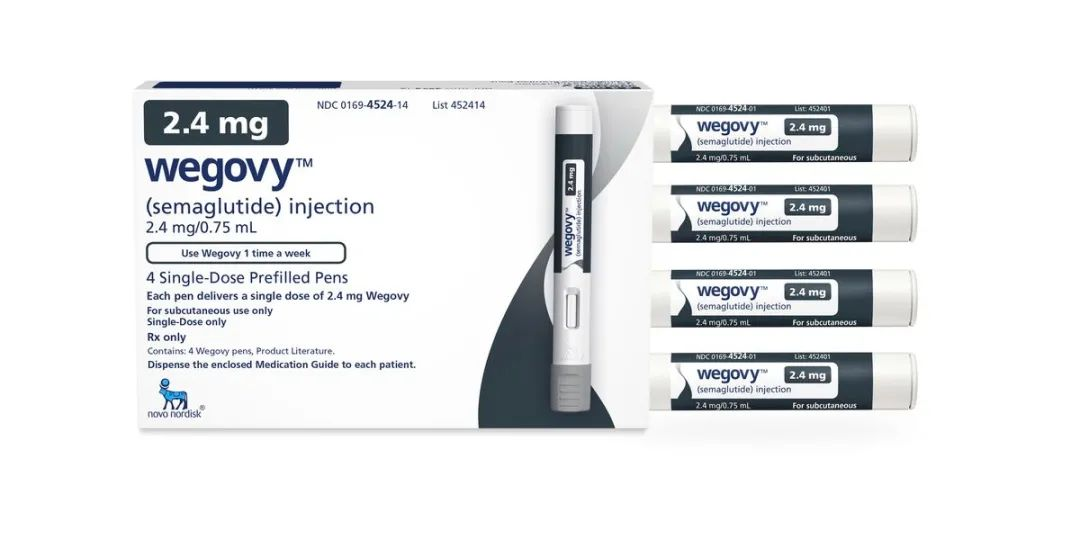 2.4 mg
NDC 0169-4524-14 List 452414
wegovy™
(semaglutide) injection
2.4 mg/0.75 mL
Use Wegovy 1 time a week
4 Single-Dose Prefilled Pens
Each pen delivers a single dose of 2.4 mg Wegovy
For subcutaneous use only
Single-Dose only
Rx only
Contains: 4 Wegovy pens, Product Literature.
Dispense the enclosed Medication Guide to each patient.
novo nordisk®
wegovy™
(semaglutide) injection
2.4 mg
NDC 0169-4524-01 List: 452401
wegovy™ 2.4 mg
(semaglutide) injection
2.4 mg/0.75 mL For subcutaneous
NDC 0169-4524-01 List: 452401
wegovy™ 2.4 mg
(semaglutide) injection
2.4 mg/0.75 mL For subcutaneous
NDC 0169-4524-01 List: 452401
wegovy™ 2.4 mg
(semaglutide) injection
2.4 mg/0.75 mL For subcutaneous
NDC 0169-4524-01 List: 452401
wegovy™ 2.4 mg
(semaglutide) injection
2.4 mg/0.75 mL For subcutaneous